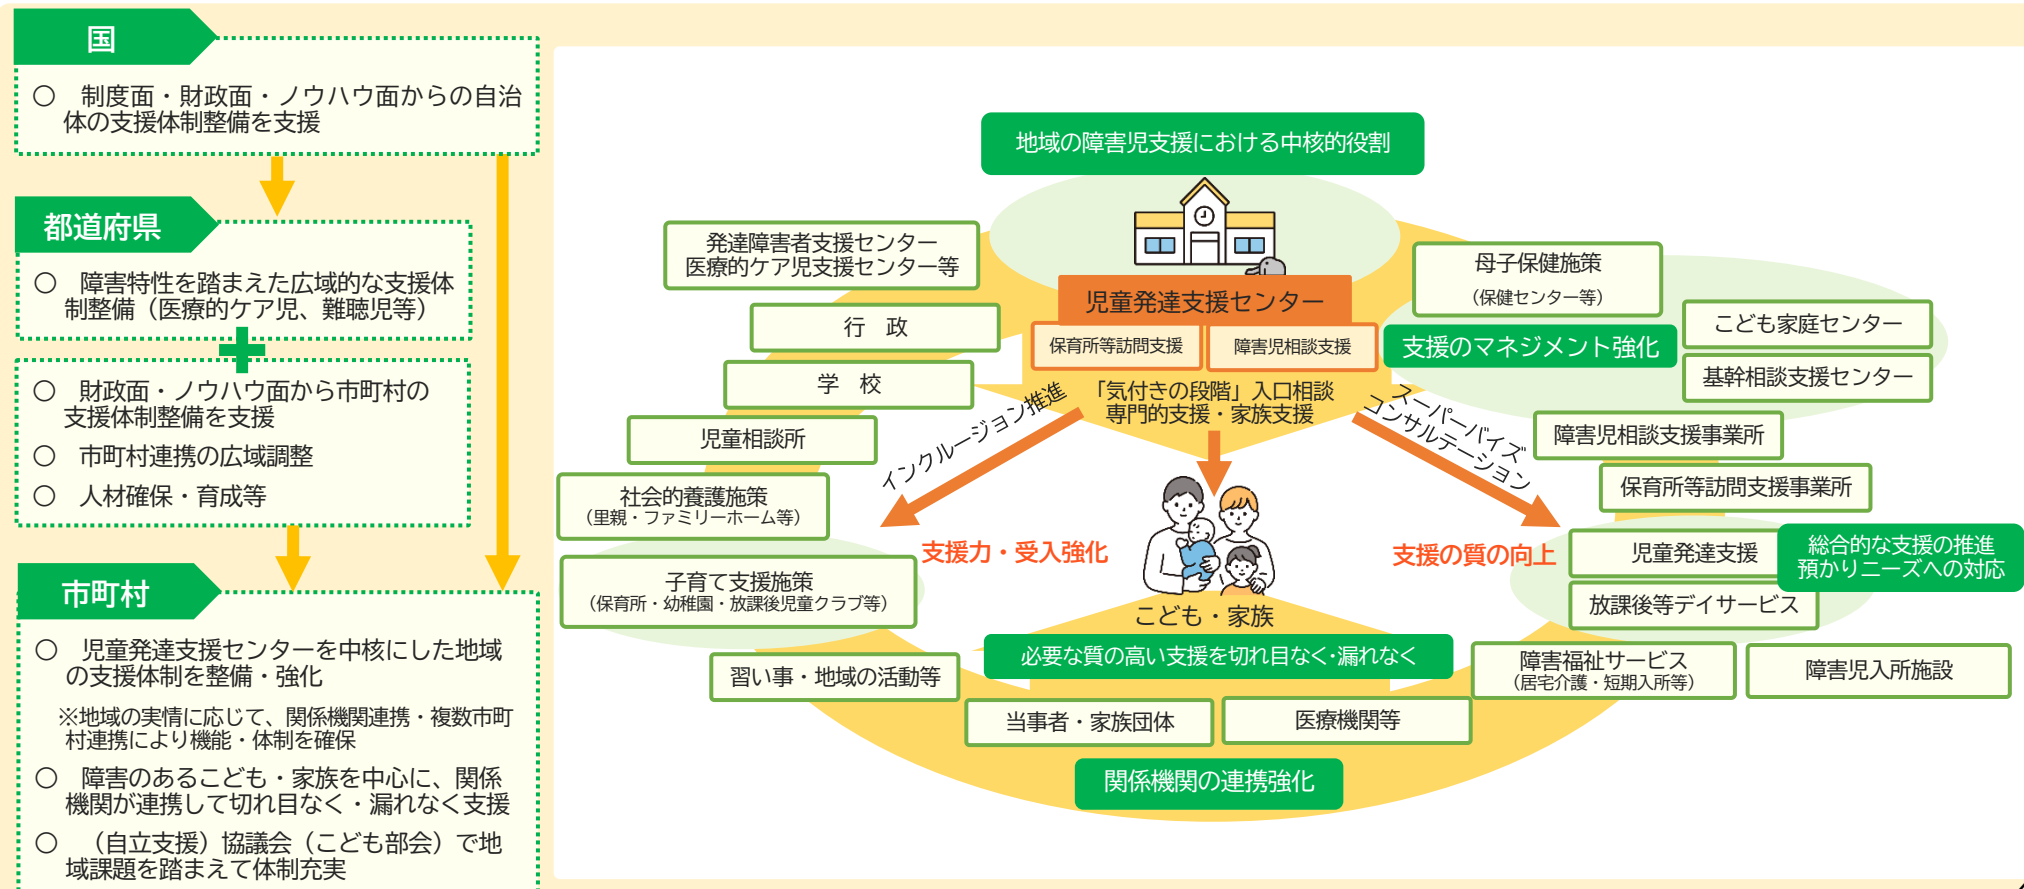 国
○　制度面・財政面・ノウハウ面からの自治
体の支援体制整備を支援
都道府県
○　障害特性を踏まえた広域的な支援体
制整備（医療的ケア児、難聴児等）
○　財政面・ノウハウ面から市町村の
支援体制整備を支援
○　市町村連携の広域調整
○　人材確保・育成等
市町村
○　児童発達支援センターを中核にした地域
の支援体制を整備・強化
※地域の実情に応じて、関係機関連携・複数市町
村連携により機能・体制を確保
○　障害のあるこども・家族を中心に、関係
機関が連携して切れ目なく・漏れなく支援
○　（自立支援）協議会（こども部会）で地
域課題を踏まえて体制充実
地域の障害児支援における中核的役割
児童発達支援センター
保育所等訪問支援
障害児相談支援
「気付きの段階」入口相談
専門的支援・家族支援
発達障害者支援センター
医療的ケア児支援センター等
行　政
学　校
児童相談所
社会的養護施策
（里親・ファミリーホーム等）
子育て支援施策
（保育所・幼稚園・放課後児童クラブ等）
習い事・地域の活動等
インクルージョン推進
支援力・受入強化
スーパーバイズ
コンサルテーション
支援の質の向上
母子保健施策
（保健センター等）
支援のマネジメント強化
こども家庭センター
基幹相談支援センター
障害児相談支援事業所
保育所等訪問支援事業所
児童発達支援
放課後等デイサービス
総合的な支援の推進
預かりニーズへの対応
こども・家族
必要な質の高い支援を切れ目なく・漏れなく
障害福祉サービス
（居宅介護・短期入所等）
障害児入所施設
当事者・家族団体
医療機関等
関係機関の連携強化